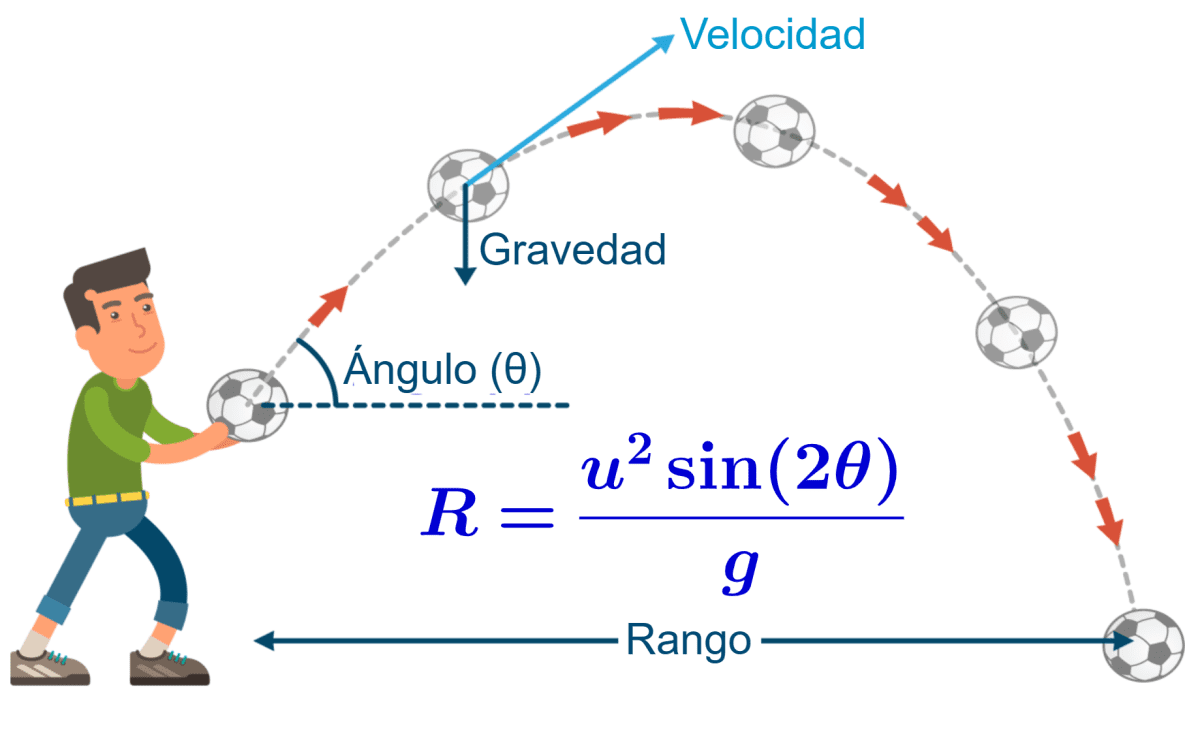 Velocidad
Gravedad
Ángulo (θ)
R = u² sin(2θ) / g
Rango